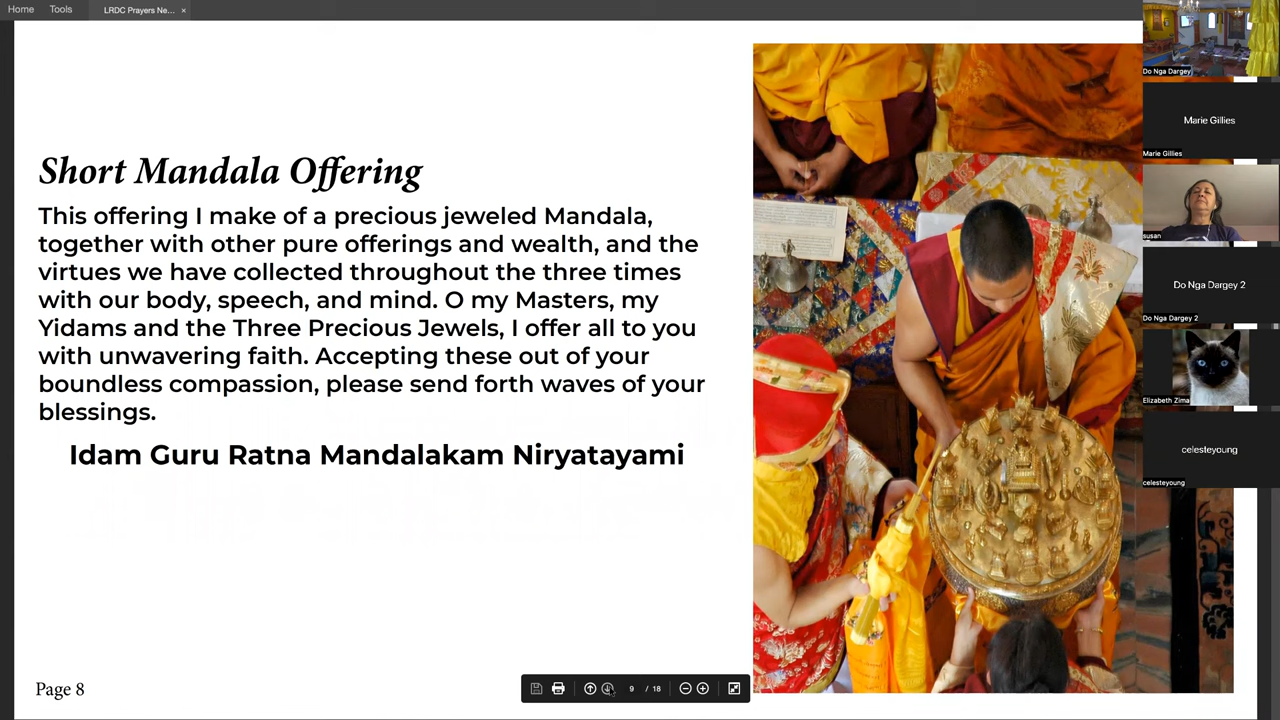 Home Tools LRDC Prayers Ne... ×
Short Mandala Offering
This offering I make of a precious jeweled Mandala,
together with other pure offerings and wealth, and the
virtues we have collected throughout the three times
with our body, speech, and mind. O my Masters, my
Yidams and the Three Precious Jewels, I offer all to you
with unwavering faith. Accepting these out of your
boundless compassion, please send forth waves of your
blessings.
Idam Guru Ratna Mandalakam Niryatayami
Page 8
9 / 18
Do Nga Dargey
Marie Gillies
Marie Gillies
susan
Do Nga Dargey 2
Do Nga Dargey 2
Elizabeth Zima
celesteyoung
celesteyoung